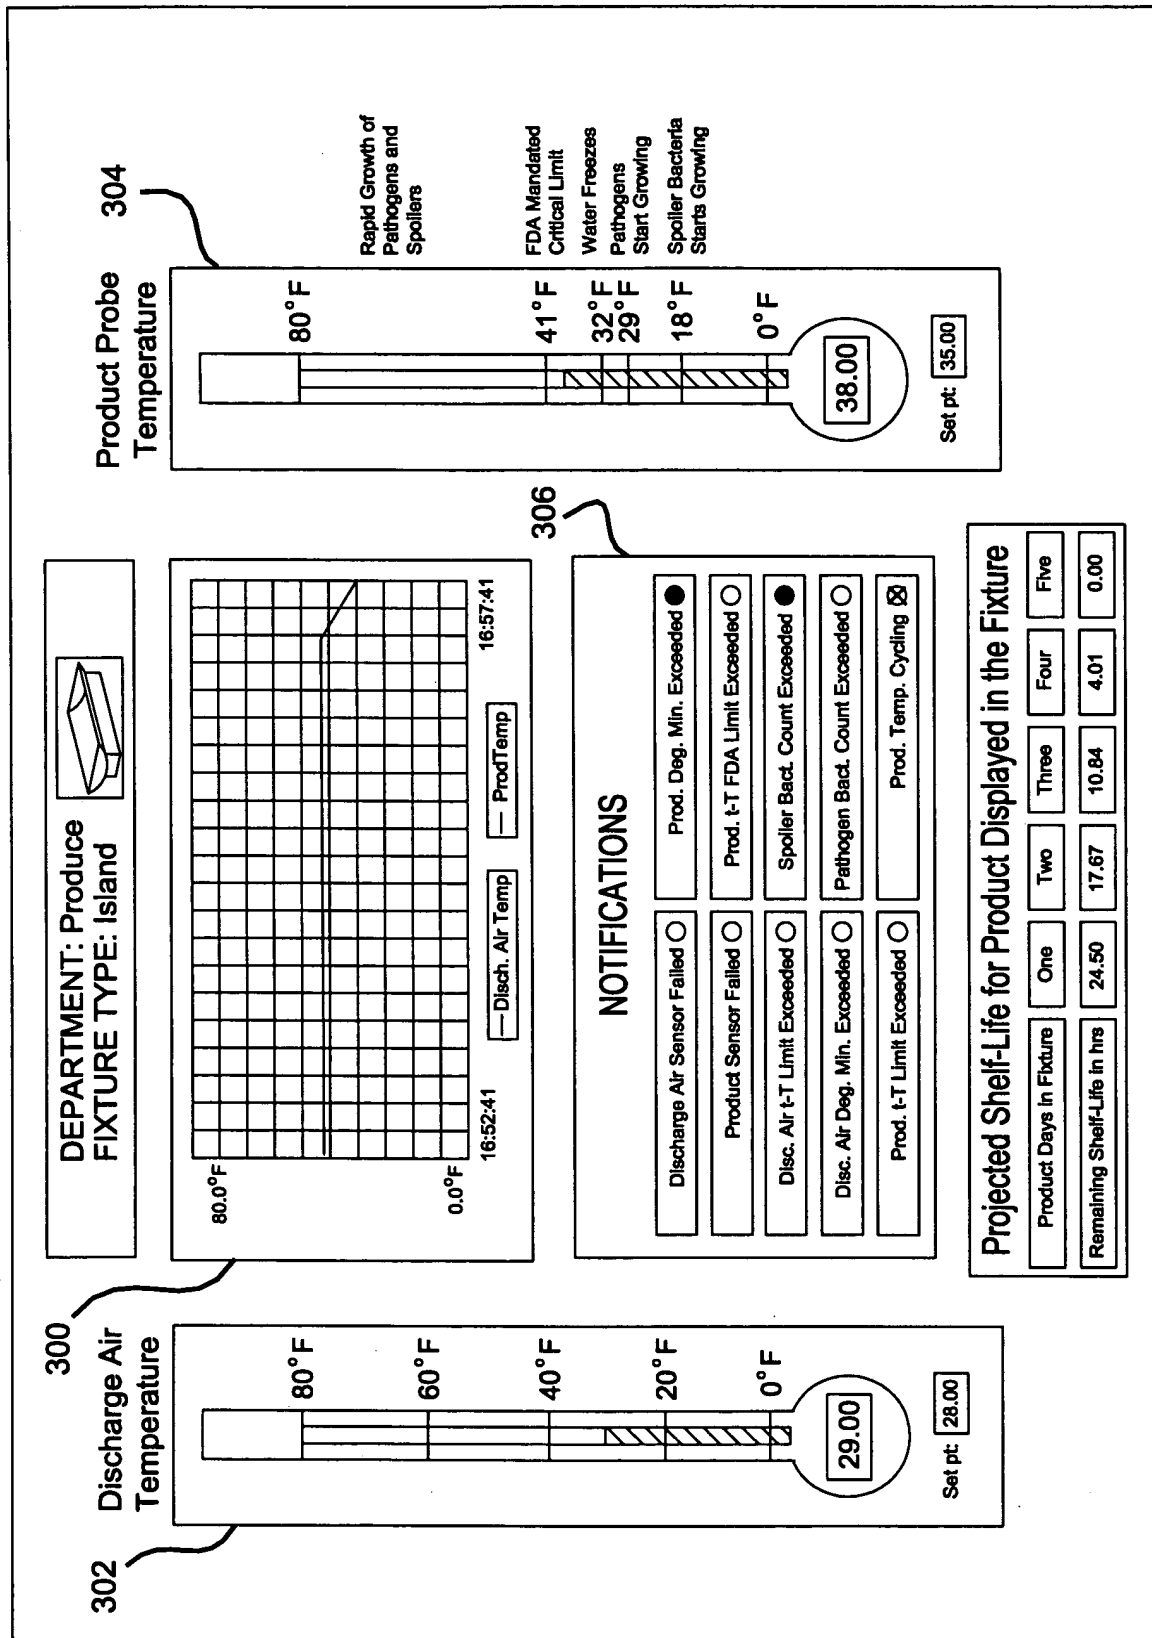 300
Discharge Air
Temperature
302
80°F
60°F
40°F
20°F
0°F
29.00
Set pt: 28.00
DEPARTMENT: Produce
FIXTURE TYPE: Island
80.0°F
0.0°F
16:52:41
16:57:41
Disch. Air Temp
ProdTemp
306
NOTIFICATIONS
Discharge Air Sensor Failed
Prod. Deg. Min. Exceeded
Product Sensor Failed
Prod. t-T FDA Limit Exceeded
Disc. Air t-T Limit Exceeded
Spoiler Bact. Count Exceeded
Disc. Air Deg. Min. Exceeded
Pathogen Bact. Count Exceeded
Prod. t-T Limit Exceeded
Prod. Temp. Cycling
Projected Shelf-Life for Product Displayed in the Fixture
Product Days in Fixture One Two Three Four Five
Remaining Shelf-Life in hrs 24.50 17.67 10.84 4.01 0.00
Product Probe
Temperature
304
80°F
41°F
32°F
29°F
18°F
0°F
38.00
Set pt: 35.00
Rapid Growth of
Pathogens and
Spoilers
FDA Mandated
Critical Limit
Water Freezes
Pathogens
Start Growing
Spoiler Bacteria
Starts Growing